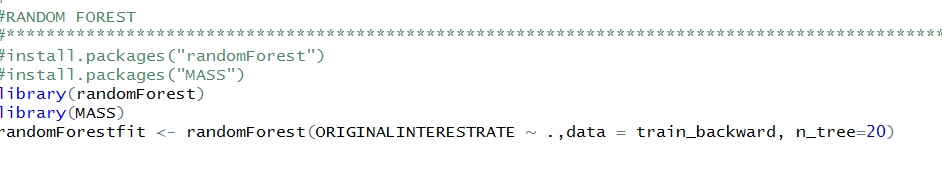 #RANDOM FOREST
#***********************************************************************************************
#install.packages("randomForest")
#install.packages("MASS")
library(randomForest)
library(MASS)
randomForestfit <- randomForest(ORIGINALINTERESTRATE ~ .,data = train_backward, n_tree=20)